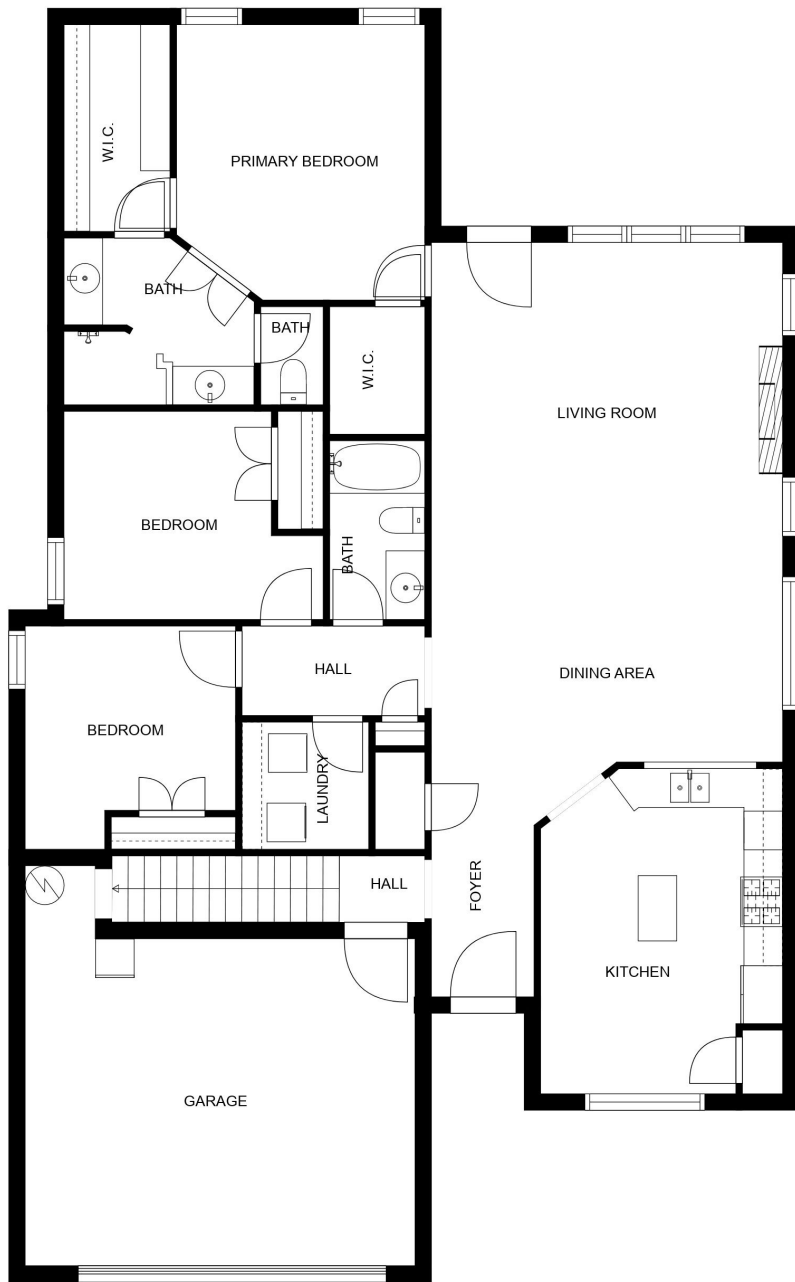 W.I.C.
PRIMARY BEDROOM
BATH
BATH
W.I.C.
LIVING ROOM
BEDROOM
BATH
HALL
DINING AREA
BEDROOM
LAUNDRY
HALL
FOYER
KITCHEN
GARAGE